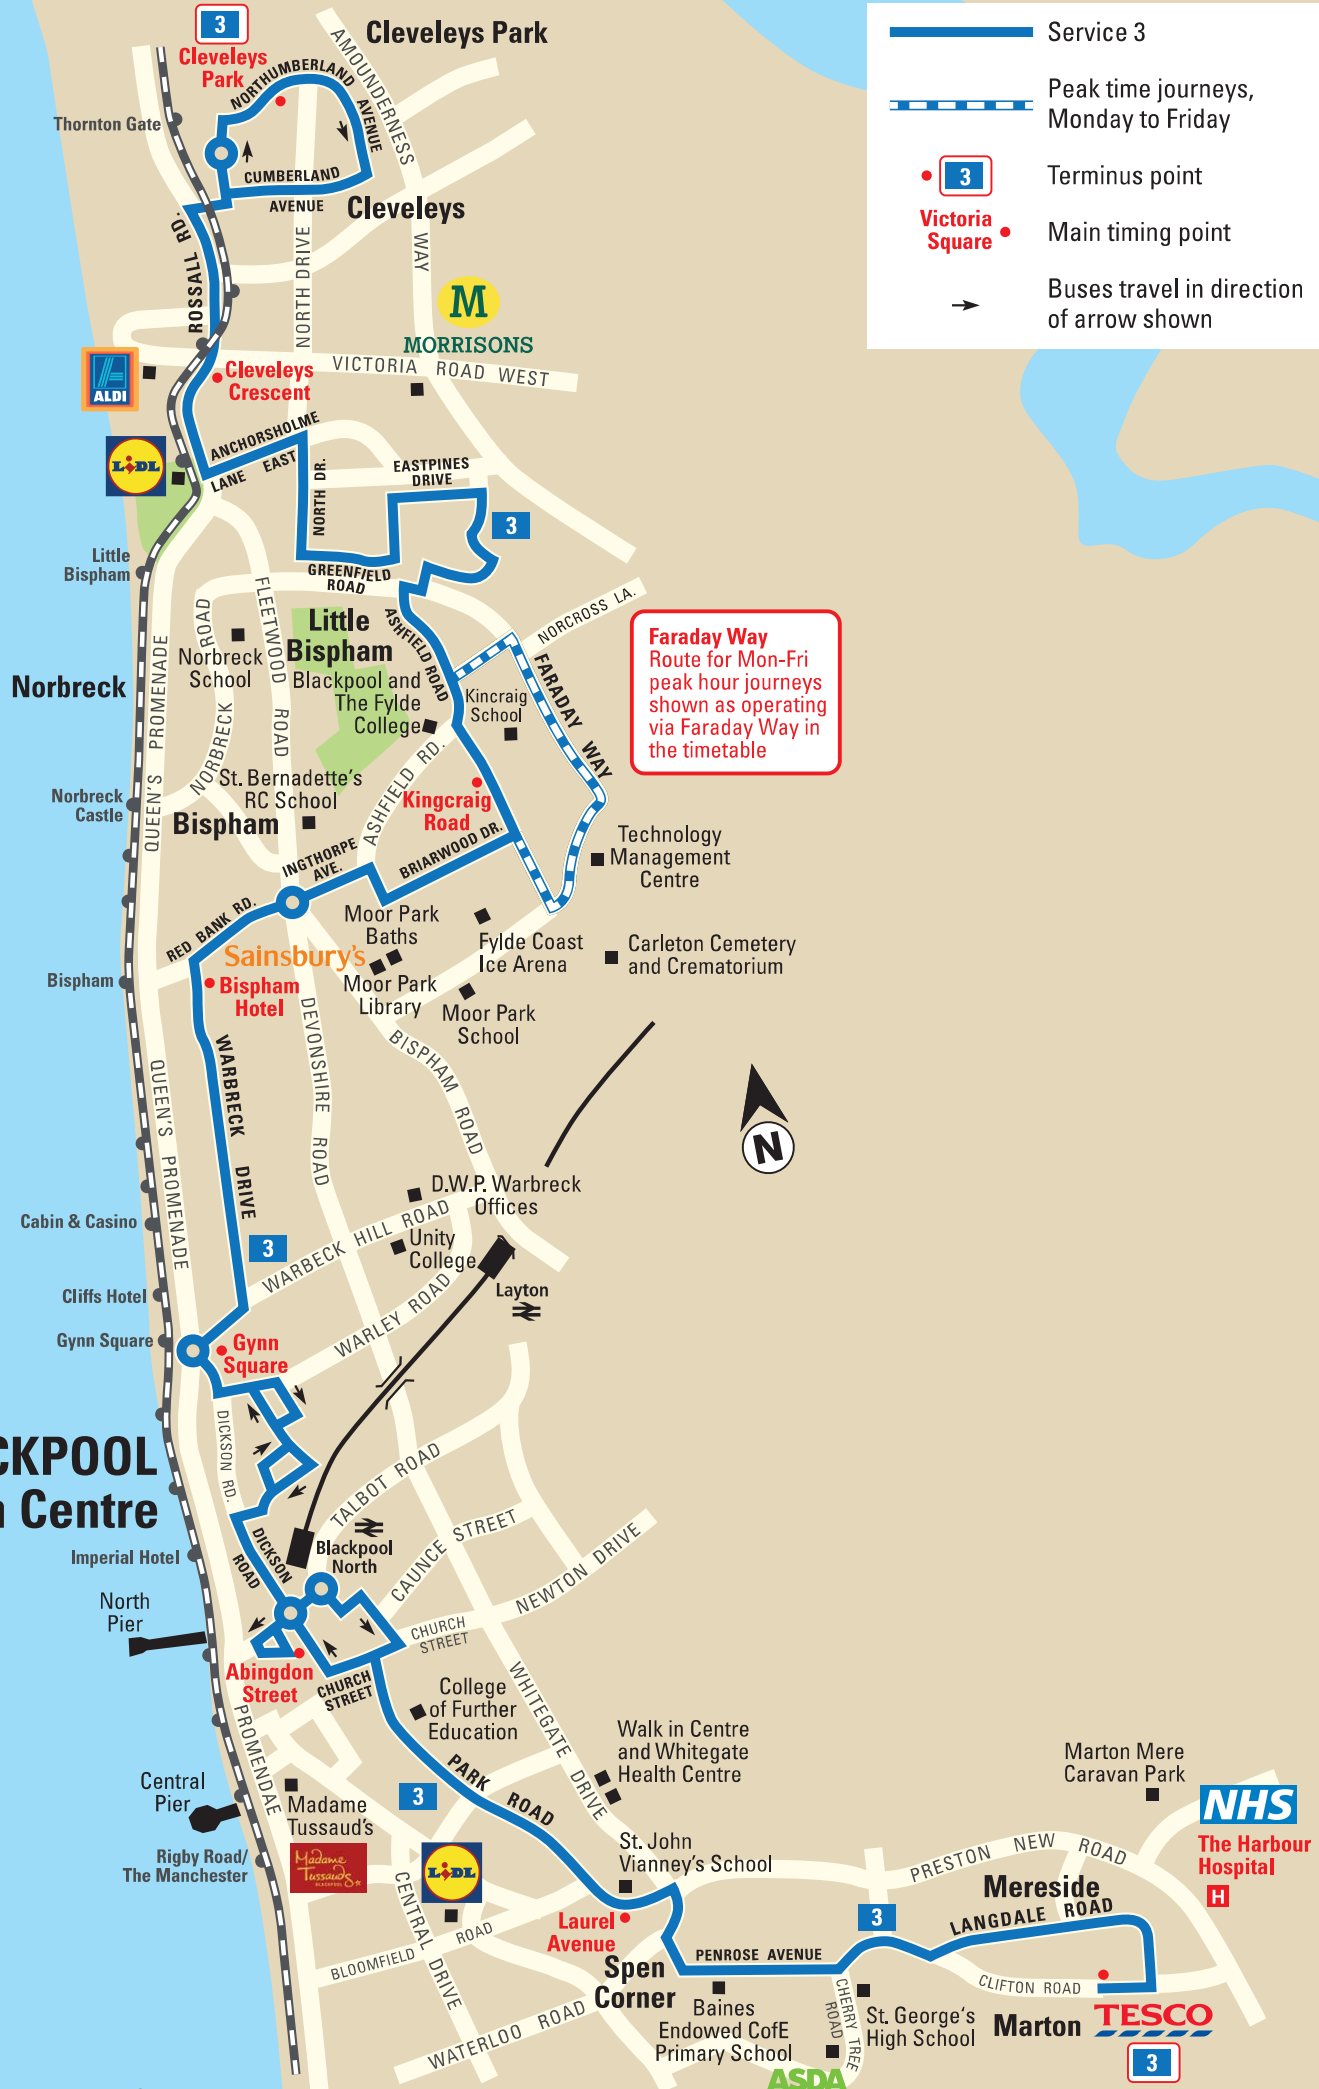 3
Cleveleys
Park
Cleveleys Park
NORTHUMBERLAND
AVENUE
AMOUNDERNESS
WAY
Thornton Gate
CUMBERLAND
AVENUE
Cleveleys
ROSSALL RD.
NORTH DRIVE
M
MORRISONS
VICTORIA ROAD WEST
ALDI
Cleveleys
Crescent
LIDL
ANCHORSHOLME
LANE EAST
NORTH DR.
EASTPINES
DRIVE
3
GREENFIELD
ROAD
Little
Bispham
Service 3
Peak time journeys,
Monday to Friday
3
Terminus point
Victoria
Square
Main timing point
Buses travel in direction
of arrow shown
FLEETWOOD ROAD
NORBRECK ROAD
Norbreck
School
Little
Bispham
Blackpool and
The Fylde
College
ASHFIELD ROAD
NORCROSS LA.
FARADAY WAY
Kincraig
School
Faraday Way
Route for Mon-Fri
peak hour journeys
shown as operating
via Faraday Way in
the timetable
Norbreck
QUEEN'S PROMENADE
Norbreck
Castle
St. Bernadette's
RC School
Bispham
ASHFIELD RD.
Kingcraig
Road
BRIARWOOD DR.
INGTHORPE
AVE.
Technology
Management
Centre
RED BANK RD.
Sainsbury's
Moor Park
Baths
Moor Park
Library
Fylde Coast
Ice Arena
Moor Park
School
Carleton Cemetery
and Crematorium
Bispham
Bispham
Hotel
WARBRECK DRIVE
DEVONSHIRE ROAD
BISPHAM ROAD
QUEEN'S PROMENADE
N
D.W.P. Warbreck
Offices
Unity
College
WARBECK HILL ROAD
WARLEY ROAD
Layton
Cabin & Casino
3
Cliffs Hotel
Gynn Square
Gynn
Square
DICKSON RD.
CKPOOL
n Centre
TALBOT ROAD
Imperial Hotel
DICKSON
ROAD
Blackpool
North
CAUNCE STREET
NEWTON DRIVE
CHURCH
STREET
North
Pier
Abingdon
Street
CHURCH
STREET
College
of Further
Education
WHITEGATE DRIVE
PROMENDAE
PARK ROAD
3
Walk in Centre
and Whitegate
Health Centre
Central
Pier
Madame
Tussaud's
Madame
Tussauds
BLACKPOOL
Rigby Road/
The Manchester
LIDL
CENTRAL DRIVE
BLOOMFIELD ROAD
St. John
Vianney's School
Laurel
Avenue
Spen
Corner
WATERLOO ROAD
PENROSE AVENUE
Baines
Endowed CofE
Primary School
CHERRY TREE
ROAD
ASDA
St. George's
High School
3
PRESTON NEW ROAD
Mereside
LANGDALE ROAD
CLIFTON ROAD
Marton Mere
Caravan Park
NHS
The Harbour
Hospital
H
Marton
TESCO
3